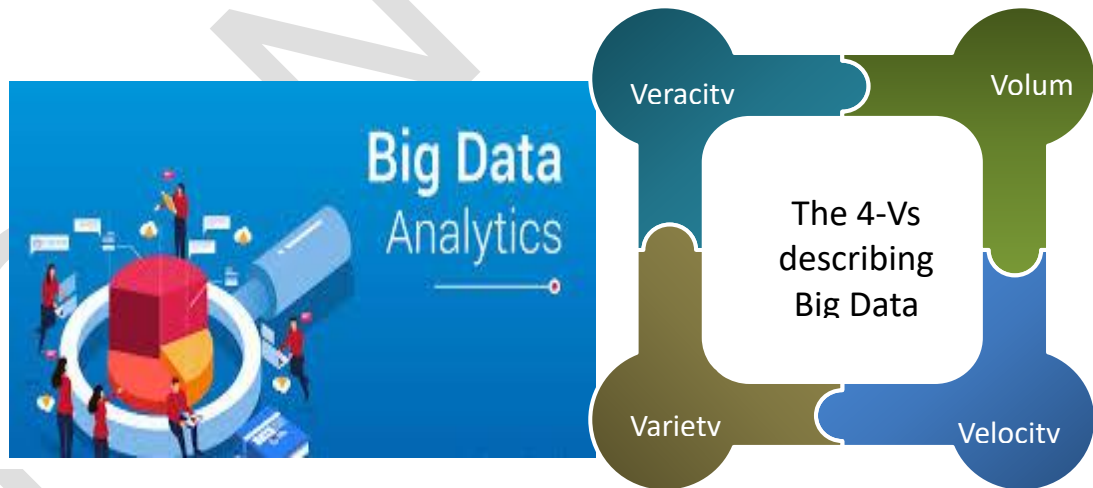 Big Data
Analytics
Veracity
Volum
The 4-Vs
describing
Big Data
Variety
Velocity